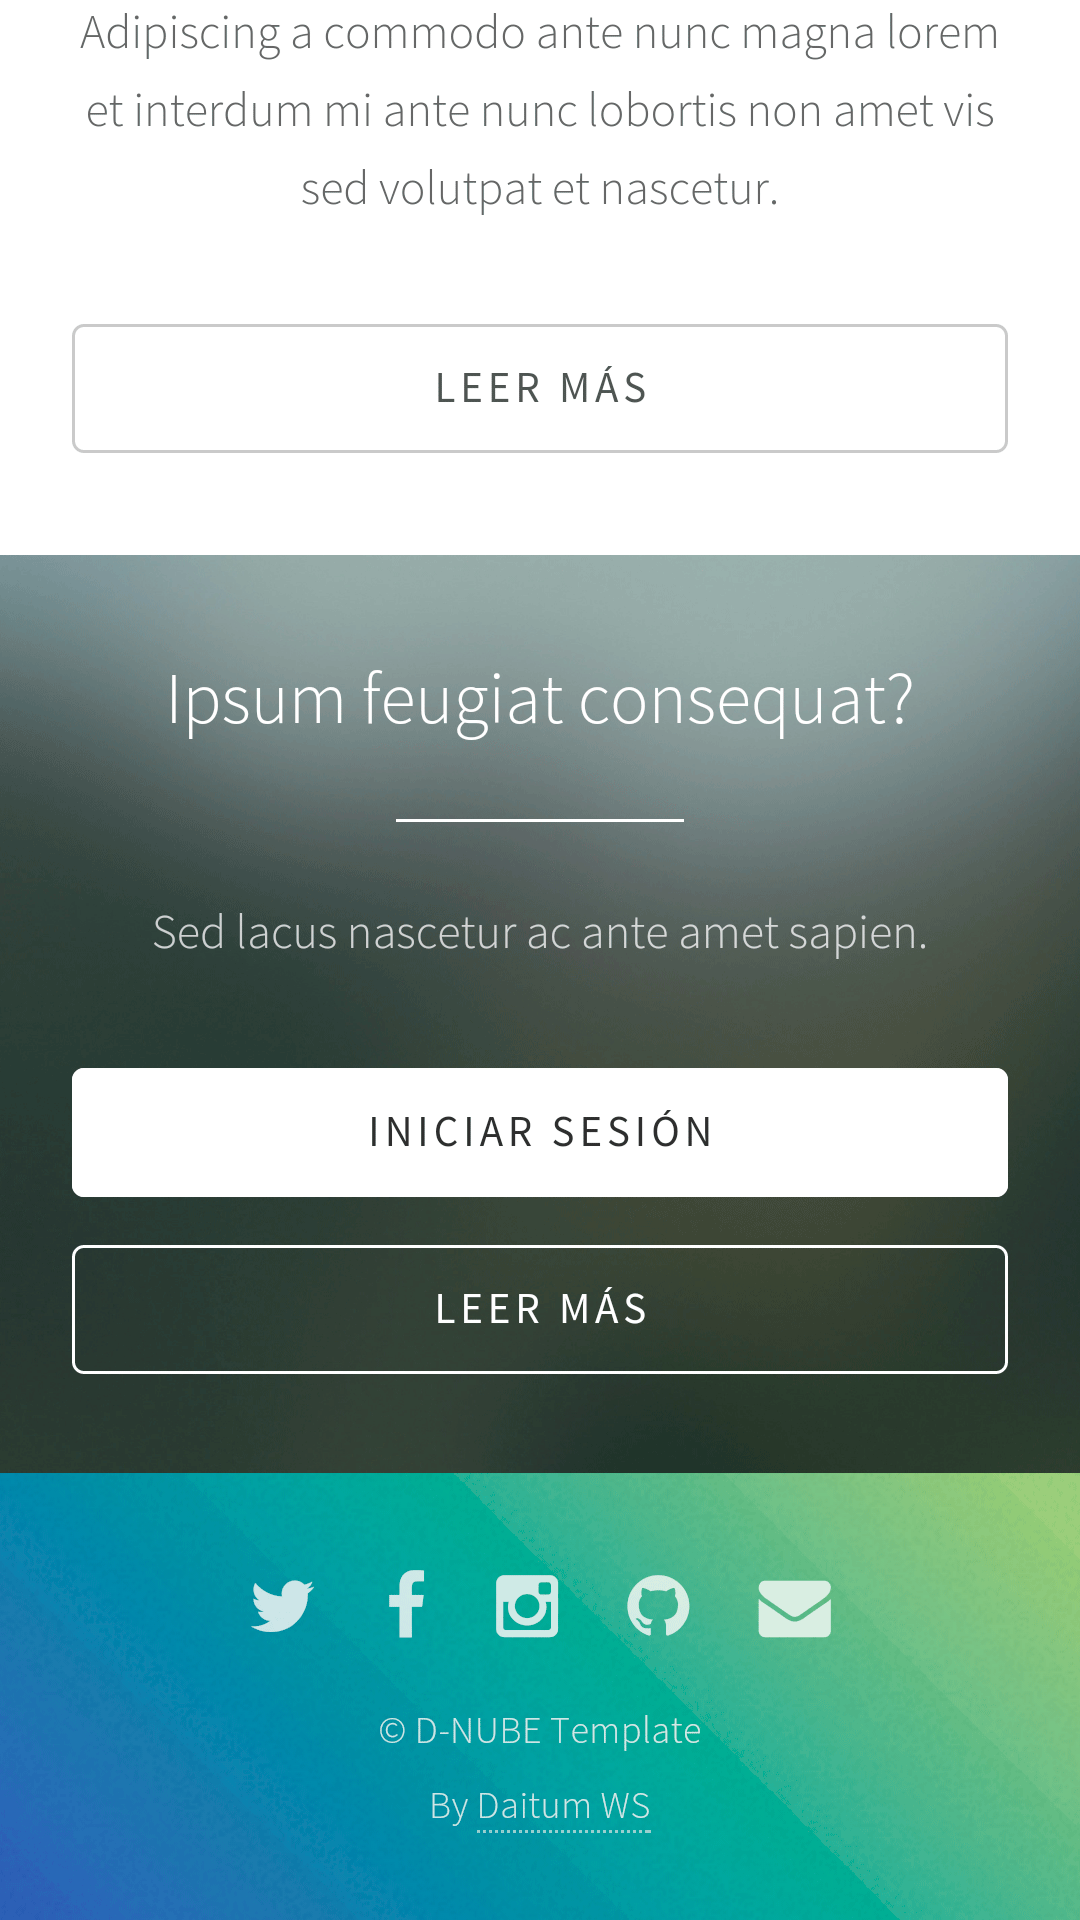 Adipiscing a commodo ante nunc magna lorem
et interdum mi ante nunc lobortis non amet vis
sed volutpat et nascetur.
LEER MÁS
Ipsum feugiat consequat?
Sed lacus nascetur ac ante amet sapien.
INICIAR SESIÓN
LEER MÁS
© D-NUBE Template
By Daitum WS